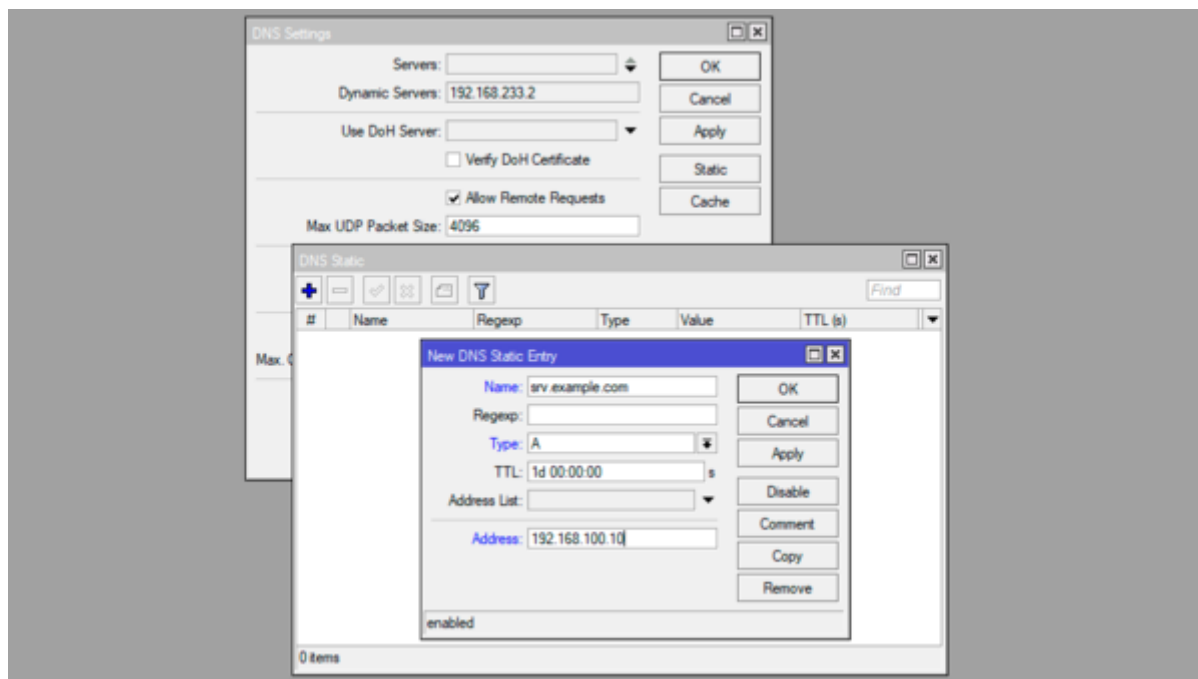 DNS Settings
Servers:
OK
Dynamic Servers: 192.168.233.2
Cancel
Use DoH Server:
Apply
Verify DoH Certificate
Static
Allow Remote Requests
Cache
Max UDP Packet Size: 4096
DNS Static
Find
# Name Regexp Type Value TTL (s)
Max.
New DNS Static Entry
Name: srv.example.com
OK
Regexp:
Cancel
Type: A
Apply
TTL: 1d 00:00:00 s
Address List:
Disable
Comment
Address: 192.168.100.10
Copy
Remove
enabled
0 items